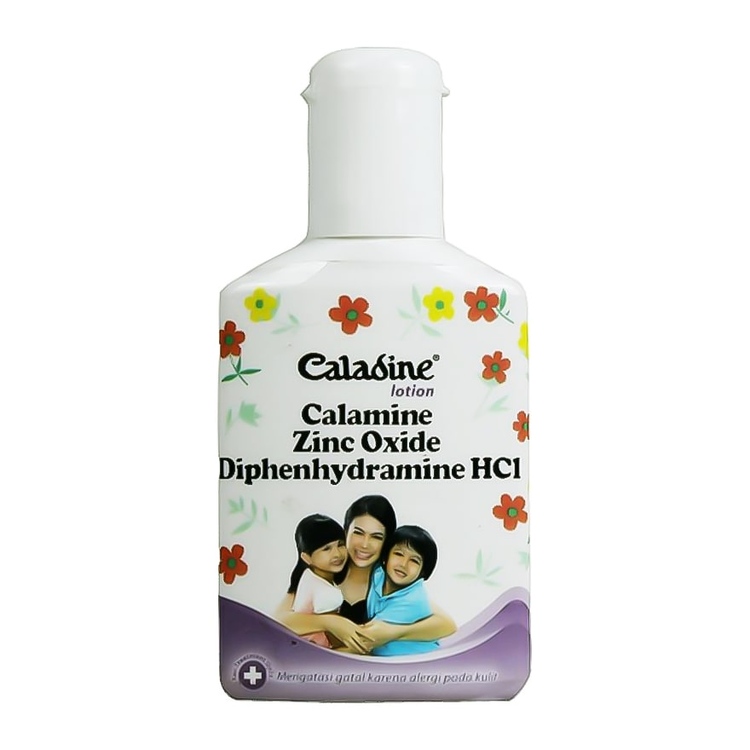 Caladine®
lotion
Calamine
Zinc Oxide
Diphenhydramine HCl
Mengatasi gatal karena alergi pada kulit